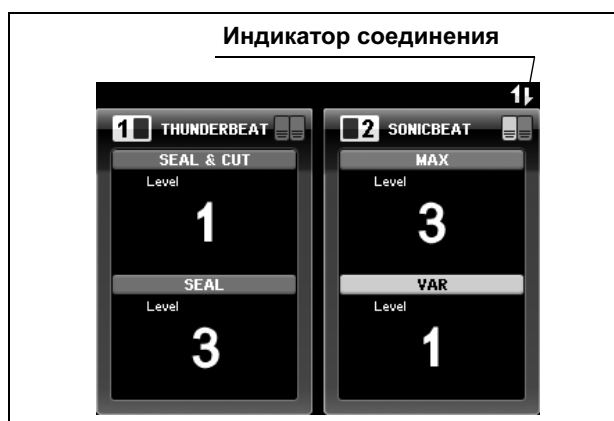 Индикатор соединения
1 THUNDERBEAT
SEAL & CUT
Level
1
SEAL
Level
3
2 SONICBEAT
MAX
Level
3
VAR
Level
1